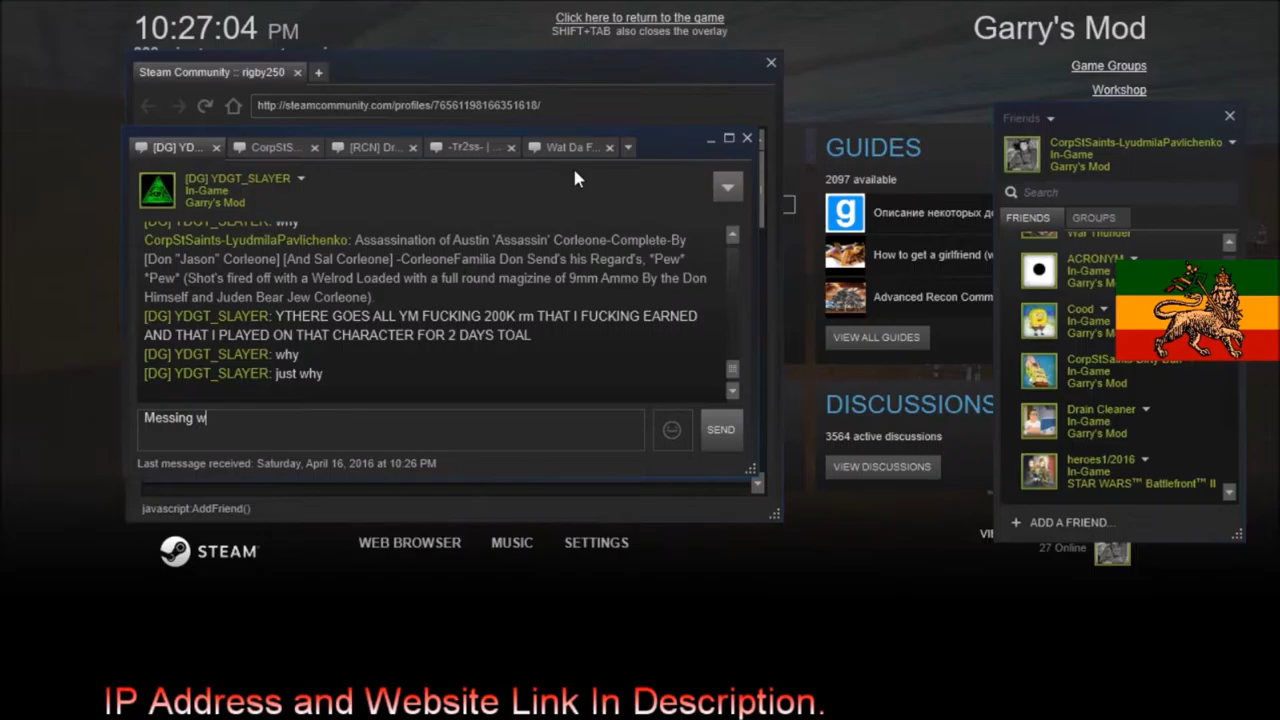 10:27:04 PM
Click here to return to the game
SHIFT+TAB also closes the overlay
Garry's Mod
Game Groups
Workshop
Steam Community :: rigby250
http://steamcommunity.com/profiles/76561198166351618/
[DG] YD...
CorpStS...
[RCN] Dr...
-Tr2ss- | ...
Wat Da F...
[DG] YDGT_SLAYER
In-Game
Garry's Mod
[DG] YDGT_SLAYER: why
CorpStSaints-LyudmilaPavlichenko: Assassination of Austin 'Assassin' Corleone-Complete-By
[Don "Jason" Corleone] [And Sal Corleone] -CorleoneFamilia Don Send's his Regard's, *Pew*
*Pew* (Shot's fired off with a Welrod Loaded with a full round magizine of 9mm Ammo By the Don
Himself and Juden Bear Jew Corleone).
[DG] YDGT_SLAYER: YTHERE GOES ALL YM FUCKING 200K rm THAT I FUCKING EARNED
AND THAT I PLAYED ON THAT CHARACTER FOR 2 DAYS TOAL
[DG] YDGT_SLAYER: why
[DG] YDGT_SLAYER: just why
Messing w
SEND
Last message received: Saturday, April 16, 2016 at 10:26 PM
javascript:AddFriend()
GUIDES
2097 available
g
Описание некоторых до
How to get a girlfriend (w
Advanced Recon Comm
VIEW ALL GUIDES
DISCUSSIONS
3564 active discussions
VIEW DISCUSSIONS
Friends
CorpStSaints-LyudmilaPavlichenko
In-Game
Garry's Mod
Search
FRIENDS
GROUPS
War Thunder
ACRONYM
In-Game
Garry's M
Cood
In-Game
Garry's M
In-Game
Garry's Mod
Drain Cleaner
In-Game
Garry's Mod
heroes1/2016
In-Game
STAR WARS™ Battlefront™ II
+ ADD A FRIEND...
27 Online
STEAM
WEB BROWSER
MUSIC
SETTINGS
IP Address and Website Link In Description.